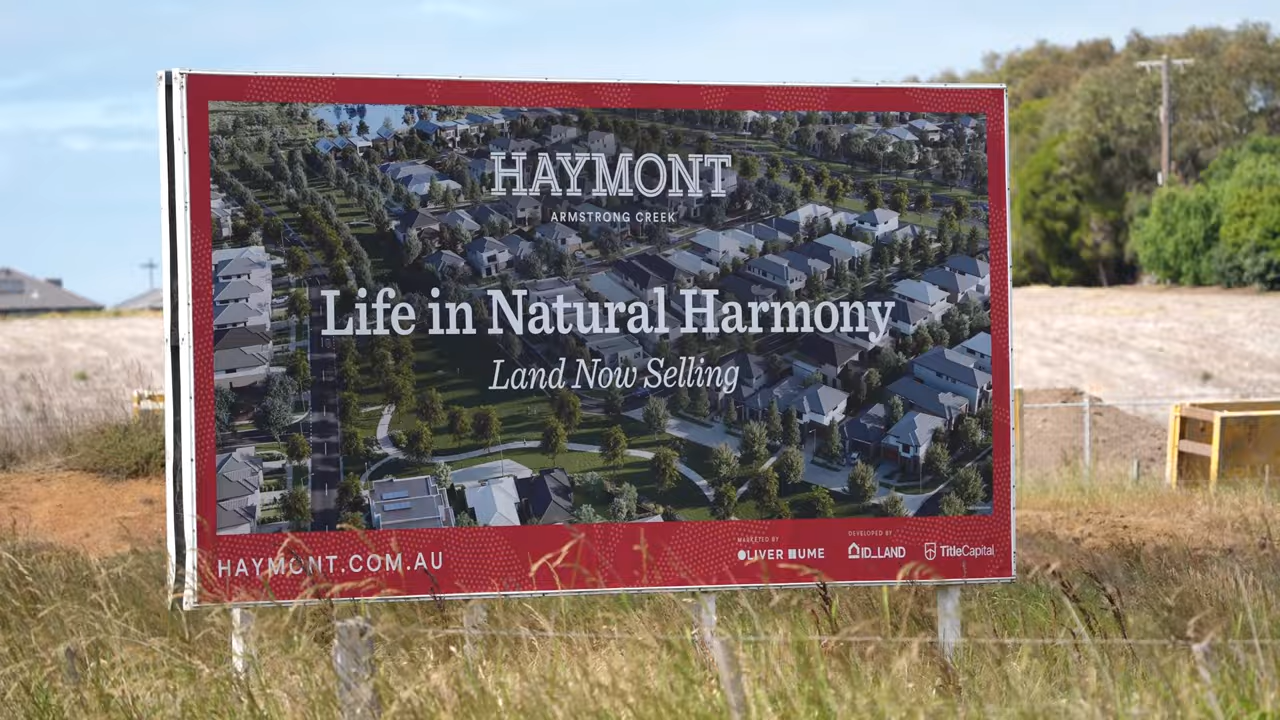 HAYMONT
ARMSTRONG CREEK
Life in Natural Harmony
Land Now Selling
HAYMONT.COM.AU
MARKETED BY
OLIVER HUME
DEVELOPED BY
ID_LAND
TitleCapital